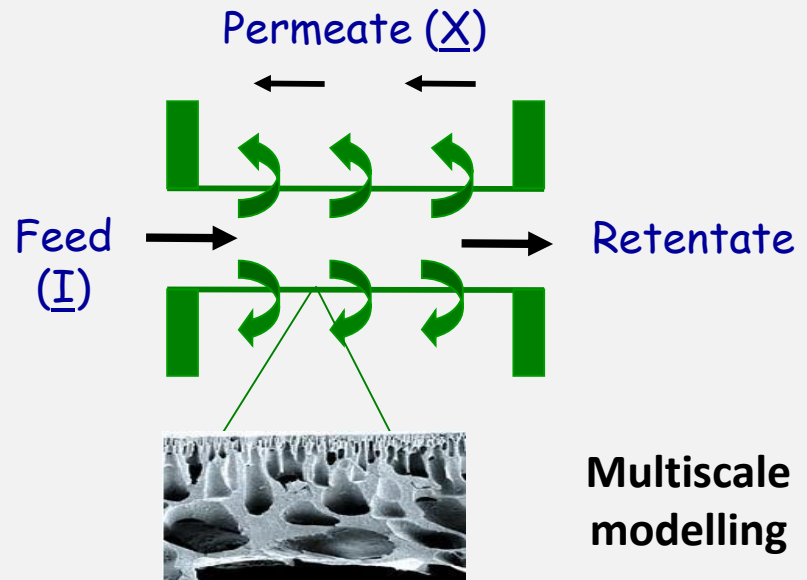 Permeate (X)
Feed
(I)
Retentate
Multiscale
modelling